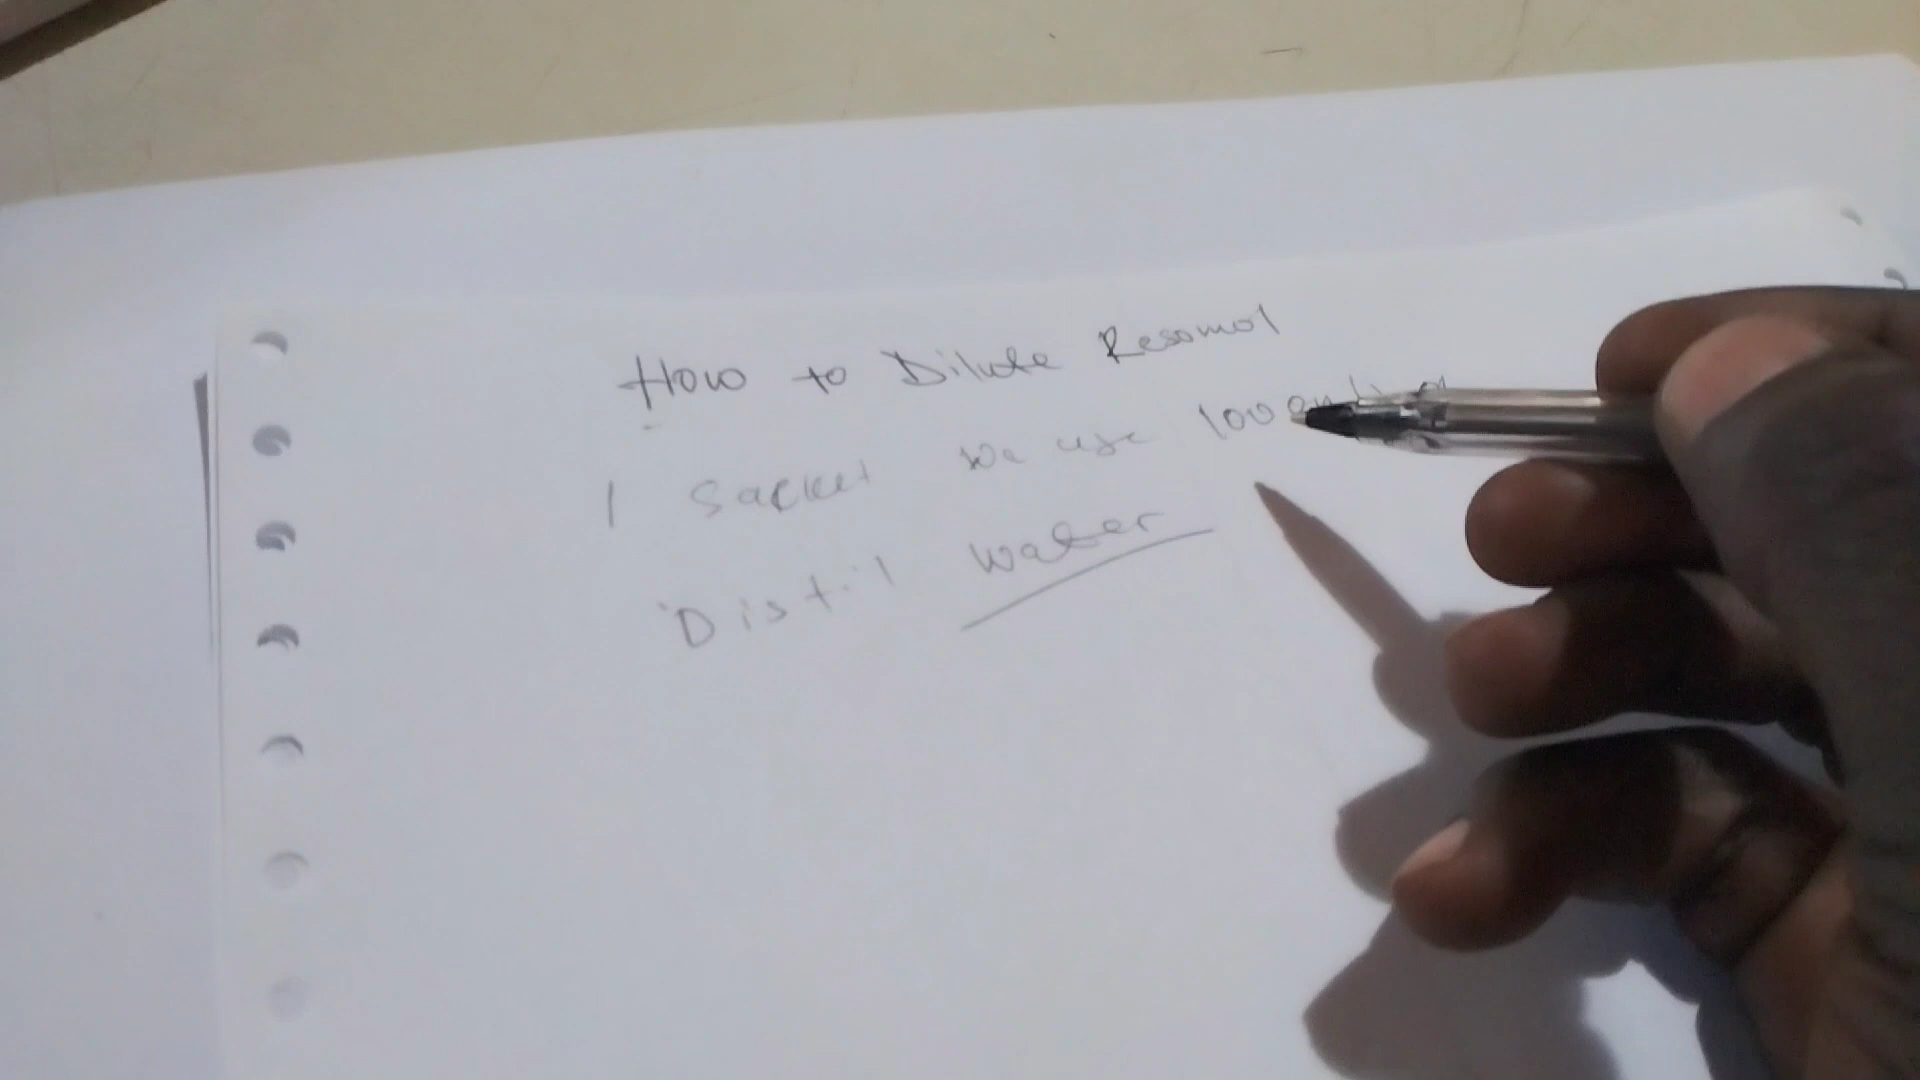 How to Dilute Resomol
1 Sacket we use 100
Distil water